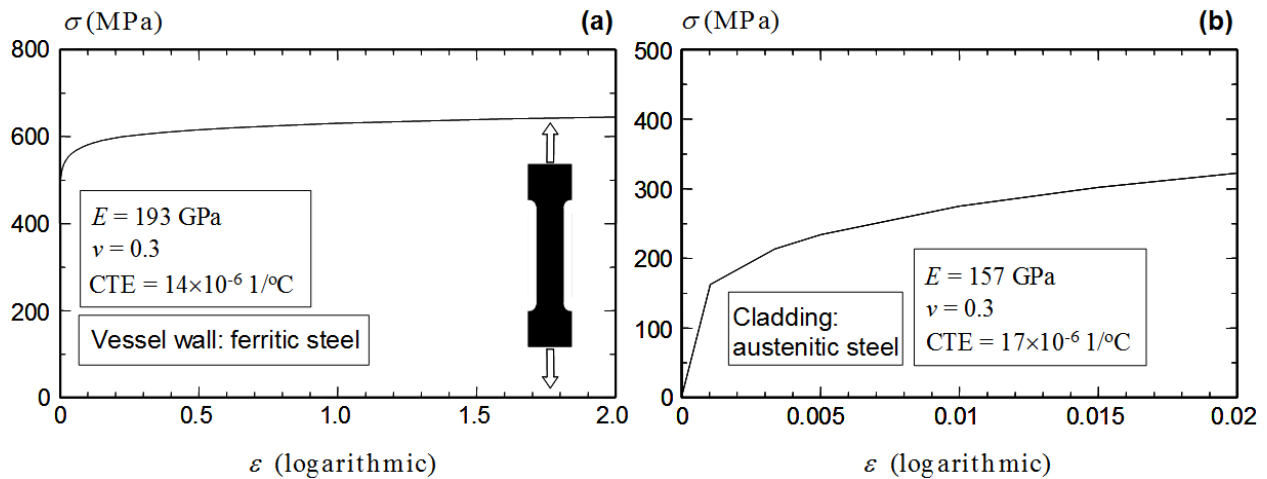 σ (MPa)
(a)
800
600
400
200
0
E = 193 GPa
ν = 0.3
CTE = 14×10⁻⁶ 1/ºC
Vessel wall: ferritic steel
0 0.5 1.0 1.5 2.0
ε (logarithmic)
σ (MPa)
(b)
500
400
300
200
100
0
Cladding:
austenitic steel
E = 157 GPa
ν = 0.3
CTE = 17×10⁻⁶ 1/ºC
0 0.005 0.01 0.015 0.02
ε (logarithmic)